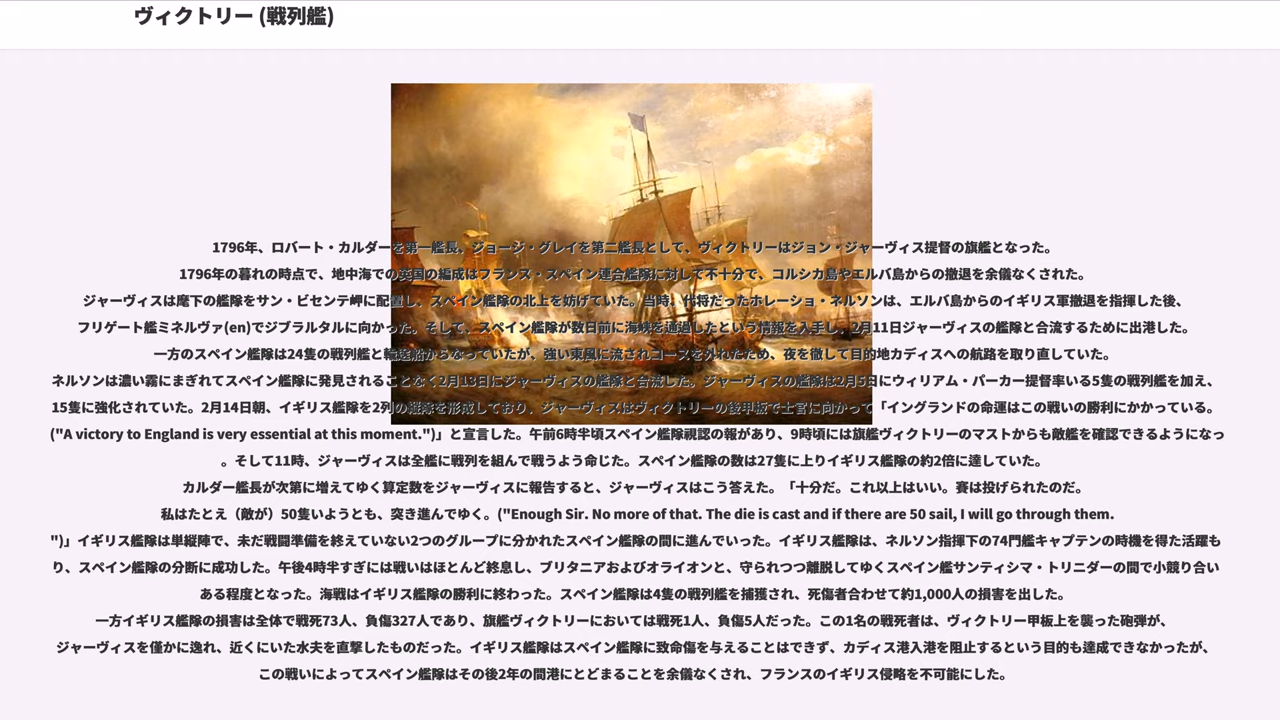 ヴィクトリー (戦列艦)
1796年、ロバート・カルダーを第一艦長、ジョージ・グレイを第二艦長として、ヴィクトリーはジョン・ジャーヴィス提督の旗艦となった。
1796年の暮れの時点で、地中海での英国の編成はフランス・スペイン連合艦隊に対して不十分で、コルシカ島やエルバ島からの撤退を余儀なくされた。
ジャーヴィスは麾下の艦隊をサン・ビセンテ岬に配置し、スペイン艦隊の北上を妨げていた。当時、代将だったホレーショ・ネルソンは、エルバ島からのイギリス軍撤退を指揮した後、
フリゲート艦ミネルヴァ(en)でジブラルタルに向かった。そして、スペイン艦隊が数日前に海峡を通過したという情報を入手し、2月11日ジャーヴィスの艦隊と合流するために出港した。
一方のスペイン艦隊は24隻の戦列艦と輸送船からなっていたが、強い東風に流されコースを外れたため、夜を徹して目的地カディスへの航路を取り直していた。
ネルソンは濃い霧にまぎれてスペイン艦隊に発見されることなく2月13日にジャーヴィスの艦隊と合流した。ジャーヴィスの艦隊は2月5日にウィリアム・パーカー提督率いる5隻の戦列艦を加え、
15隻に強化されていた。2月14日朝、イギリス艦隊を2列の縦隊を形成しており、ジャーヴィスはヴィクトリーの後甲板で士官に向かって「イングランドの命運はこの戦いの勝利にかかっている。
("A victory to England is very essential at this moment.")」と宣言した。午前6時半頃スペイン艦隊視認の報があり、9時頃には旗艦ヴィクトリーのマストからも敵艦を確認できるようになっ
。そして11時、ジャーヴィスは全艦に戦列を組んで戦うよう命じた。スペイン艦隊の数は27隻に上りイギリス艦隊の約2倍に達していた。
カルダー艦長が次第に増えてゆく算定数をジャーヴィスに報告すると、ジャーヴィスはこう答えた。「十分だ。これ以上はいい。賽は投げられたのだ。
私はたとえ（敵が）50隻いようとも、突き進んでゆく。("Enough Sir. No more of that. The die is cast and if there are 50 sail, I will go through them.
")」イギリス艦隊は単縦陣で、未だ戦闘準備を終えていない2つのグループに分かれたスペイン艦隊の間に進んでいった。イギリス艦隊は、ネルソン指揮下の74門艦キャプテンの時機を得た活躍も
り、スペイン艦隊の分断に成功した。午後4時半すぎには戦いはほとんど終息し、ブリタニアおよびオライオンと、守られつつ離脱してゆくスペイン艦サンティシマ・トリニダーの間で小競り合い
ある程度となった。海戦はイギリス艦隊の勝利に終わった。スペイン艦隊は4隻の戦列艦を捕獲され、死傷者合わせて約1,000人の損害を出した。
一方イギリス艦隊の損害は全体で戦死73人、負傷327人であり、旗艦ヴィクトリーにおいては戦死1人、負傷5人だった。この1名の戦死者は、ヴィクトリー甲板上を襲った砲弾が、
ジャーヴィスを僅かに逸れ、近くにいた水夫を直撃したものだった。イギリス艦隊はスペイン艦隊に致命傷を与えることはできず、カディス港入港を阻止するという目的も達成できなかったが、
この戦いによってスペイン艦隊はその後2年の間港にとどまることを余儀なくされ、フランスのイギリス侵略を不可能にした。